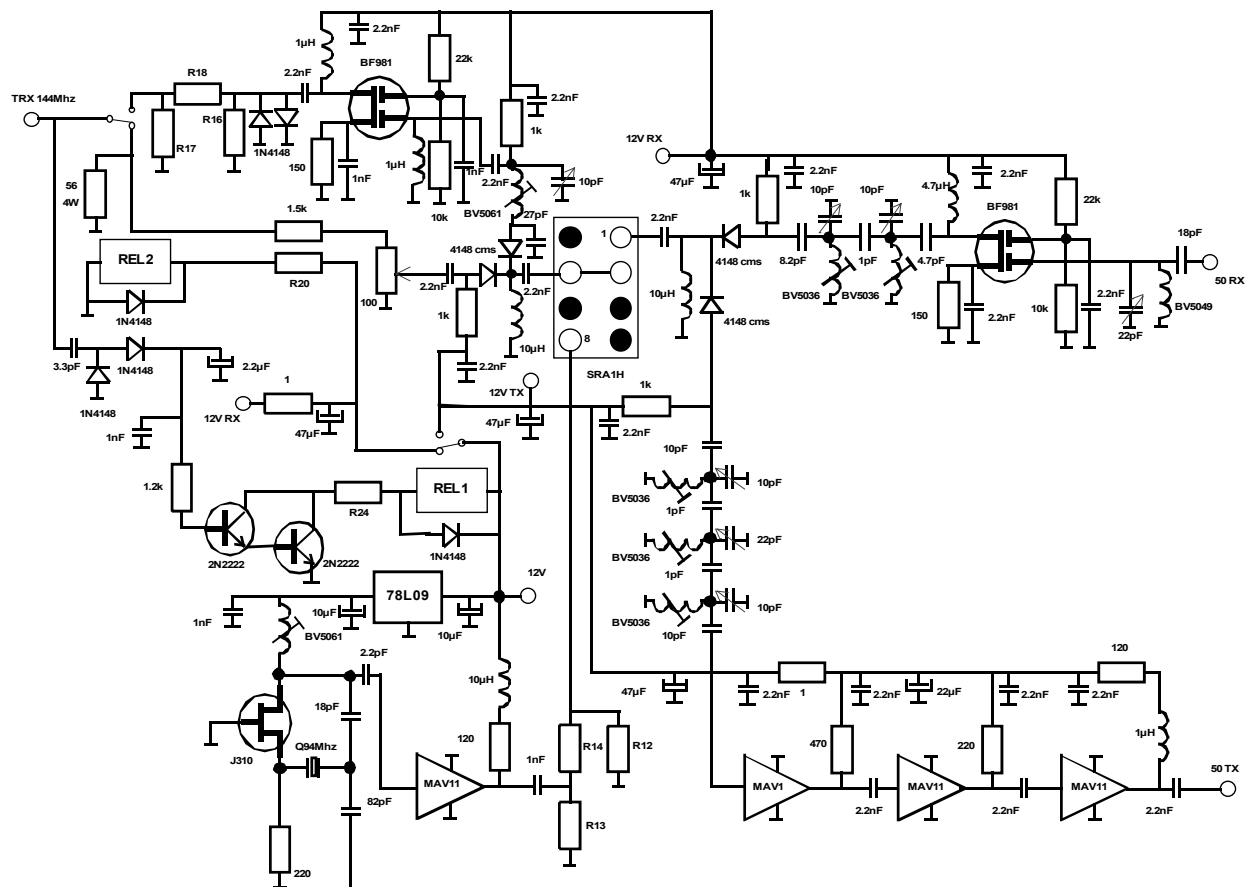 2.2nF
1µH
22k
BF981
R18
2.2nF
TRX 144Mhz
2.2nF
R16
R17
1k
1N4148
12V RX
150
1nF
1µH
1nF
2.2nF
10pF
47µF
2.2nF
2.2nF
1k
10pF
10pF
4.7µH
BF981
22k
56
4W
10k
BV5061
27pF
1.5k
4148 cms
2.2nF
1
18pF
REL2
R20
4148 cms
8.2pF
1pF
4.7pF
50 RX
100
2.2nF
2.2nF
10µH
BV5036
BV5036
150
2.2nF
10k
2.2nF
BV5049
22pF
1N4148
1k
4148 cms
10µH
8
3.3pF
1N4148
2.2µF
2.2nF
SRA1H
1N4148
1
12V TX
1k
12V RX
47µF
47µF
2.2nF
1nF
10pF
1.2k
REL1
10pF
BV5036
1pF
R24
1N4148
22pF
2N2222
2N2222
BV5036
1pF
78L09
12V
10pF
1nF
10µF
10µF
BV5036
10pF
BV5061
2.2pF
10µH
120
47µF
2.2nF
1
2.2nF
22µF
2.2nF
2.2nF
18pF
1µH
120
R14
R12
470
220
Q94Mhz
1nF
J310
MAV11
MAV1
MAV11
MAV11
50 TX
82pF
2.2nF
2.2nF
2.2nF
R13
220